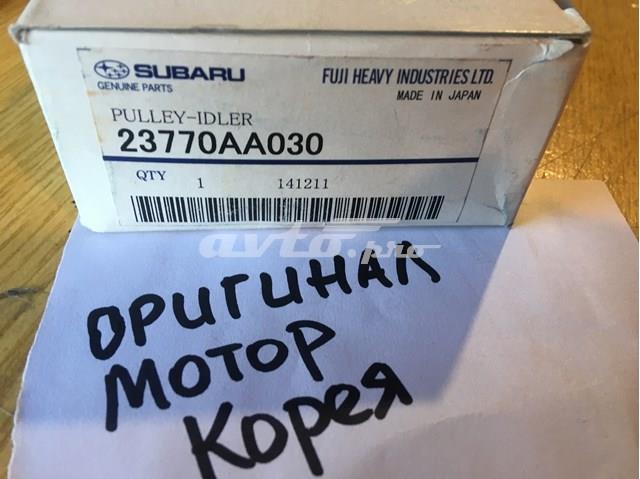 SUBARU
GENUINE PARTS
FUJI HEAVY INDUSTRIES LTD.
MADE IN JAPAN
PULLEY-IDLER
23770AA030
QTY 1 141211
avto.pro
ОРИГИНАЛ
МОТОР
КОРЕЯ